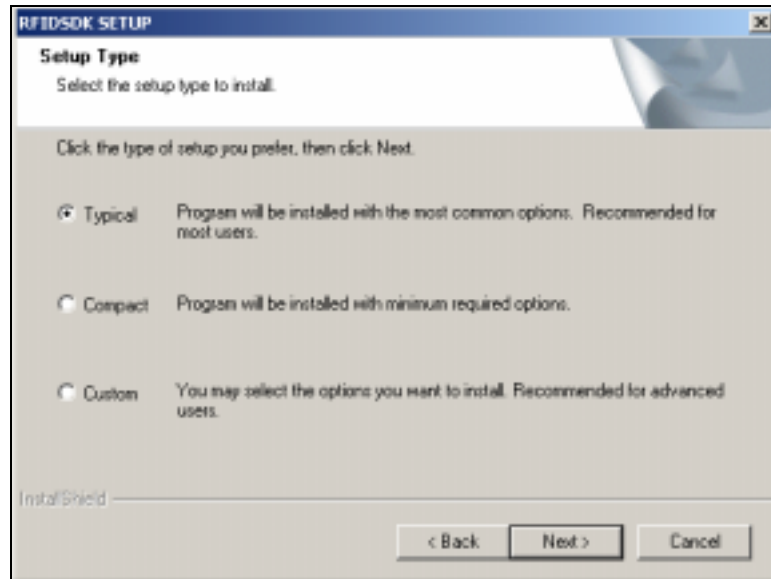 RFIDSDK SETUP
Setup Type
Select the setup type to install.
Click the type of setup you prefer, then click Next.
Typical
Program will be installed with the most common options. Recommended for
most users.
Compact
Program will be installed with minimum required options.
Custom
You may select the options you want to install. Recommended for advanced
users.
InstallShield
< Back
Next >
Cancel